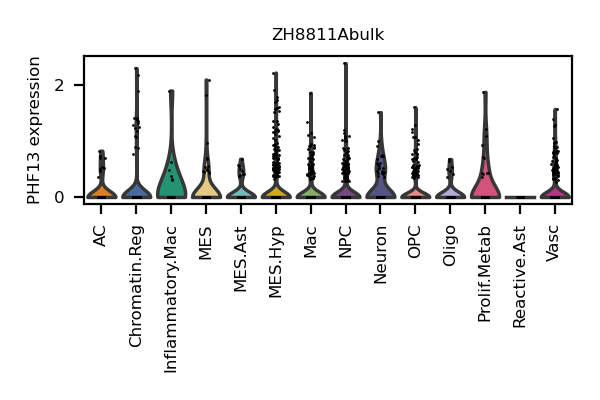 ZH8811Abulk
PHF13 expression
2
0
AC
Chromatin.Reg
Inflammatory.Mac
MES
MES.Ast
MES.Hyp
Mac
NPC
Neuron
OPC
Oligo
Prolif.Metab
Reactive.Ast
Vasc